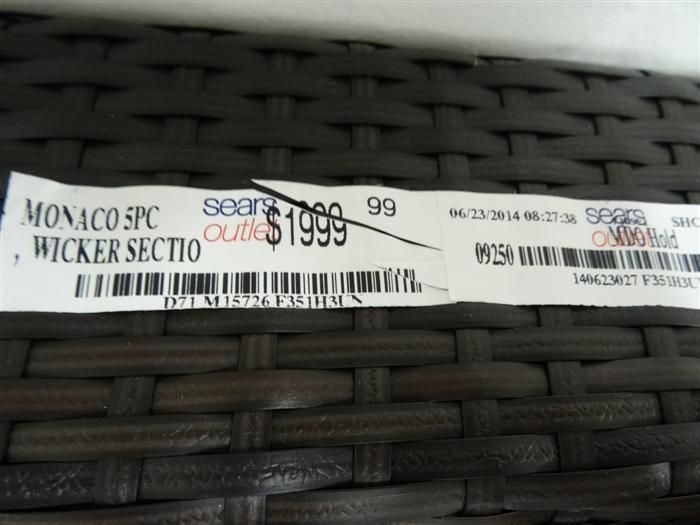 MONACO 5PC
, WICKER SECTIO
sears
outlet
$1999 99
D71 M15726 F351H3UN
06/23/2014 08:27:38
sears
SHC
MDO Hold
09250
140623027 F351H3U